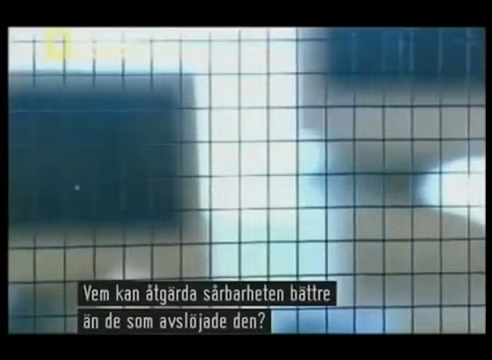 Vem kan åtgärda sårbarheten bättre
än de som avslöjade den?